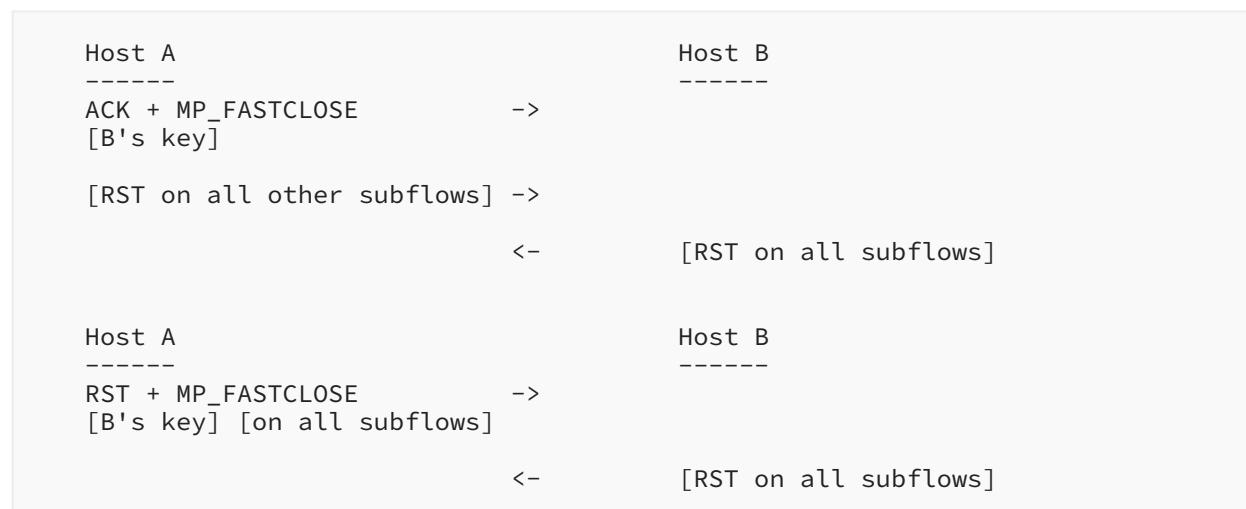 Host A                                 Host B
------                                 ------
ACK + MP_FASTCLOSE          ->
[B's key]
[RST on all other subflows] ->
                            <-         [RST on all subflows]
Host A                                 Host B
------                                 ------
RST + MP_FASTCLOSE          ->
[B's key] [on all subflows]
                            <-         [RST on all subflows]